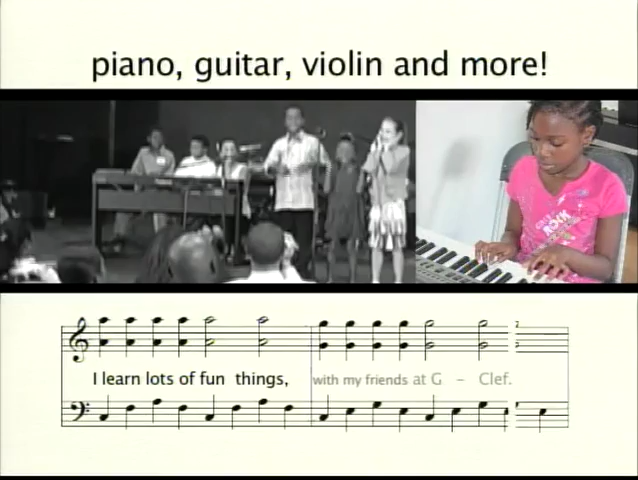 piano, guitar, violin and more!
I learn lots of fun things, with my friends at G – Clef.